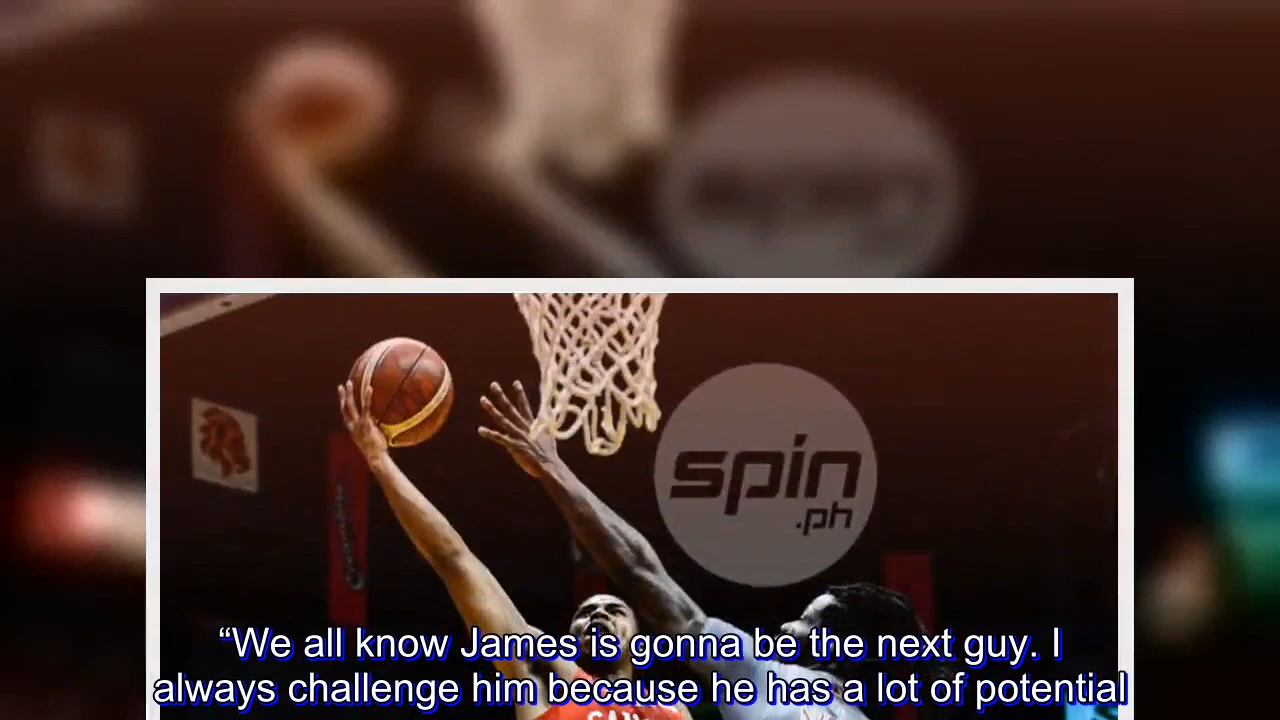 spin
.ph
“We all know James is gonna be the next guy. I
always challenge him because he has a lot of potential